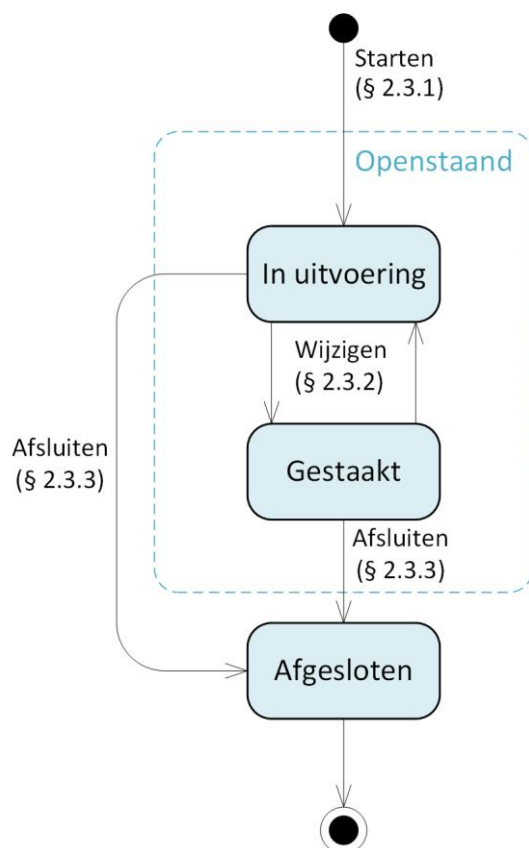 Starten
(§ 2.3.1)
Openstaand
In uitvoering
Wijzigen
(§ 2.3.2)
Afsluiten
(§ 2.3.3)
Gestaakt
Afsluiten
(§ 2.3.3)
Afgesloten